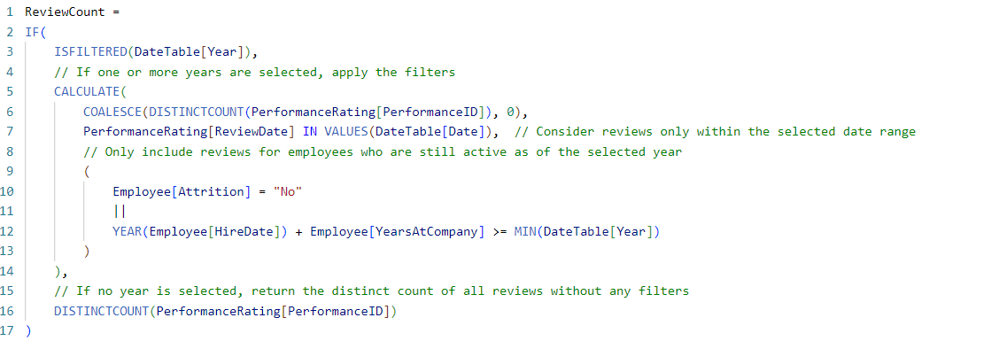 1 ReviewCount =
2 IF(
3     ISFILTERED(DateTable[Year]),
4     // If one or more years are selected, apply the filters
5     CALCULATE(
6         COALESCE(DISTINCTCOUNT(PerformanceRating[PerformanceID]), 0),
7         PerformanceRating[ReviewDate] IN VALUES(DateTable[Date]),  // Consider reviews only within the selected date range
8         // Only include reviews for employees who are still active as of the selected year
9         (
10             Employee[Attrition] = "No"
11             ||
12             YEAR(Employee[HireDate]) + Employee[YearsAtCompany] >= MIN(DateTable[Year])
13         )
14     ),
15     // If no year is selected, return the distinct count of all reviews without any filters
16     DISTINCTCOUNT(PerformanceRating[PerformanceID])
17 )